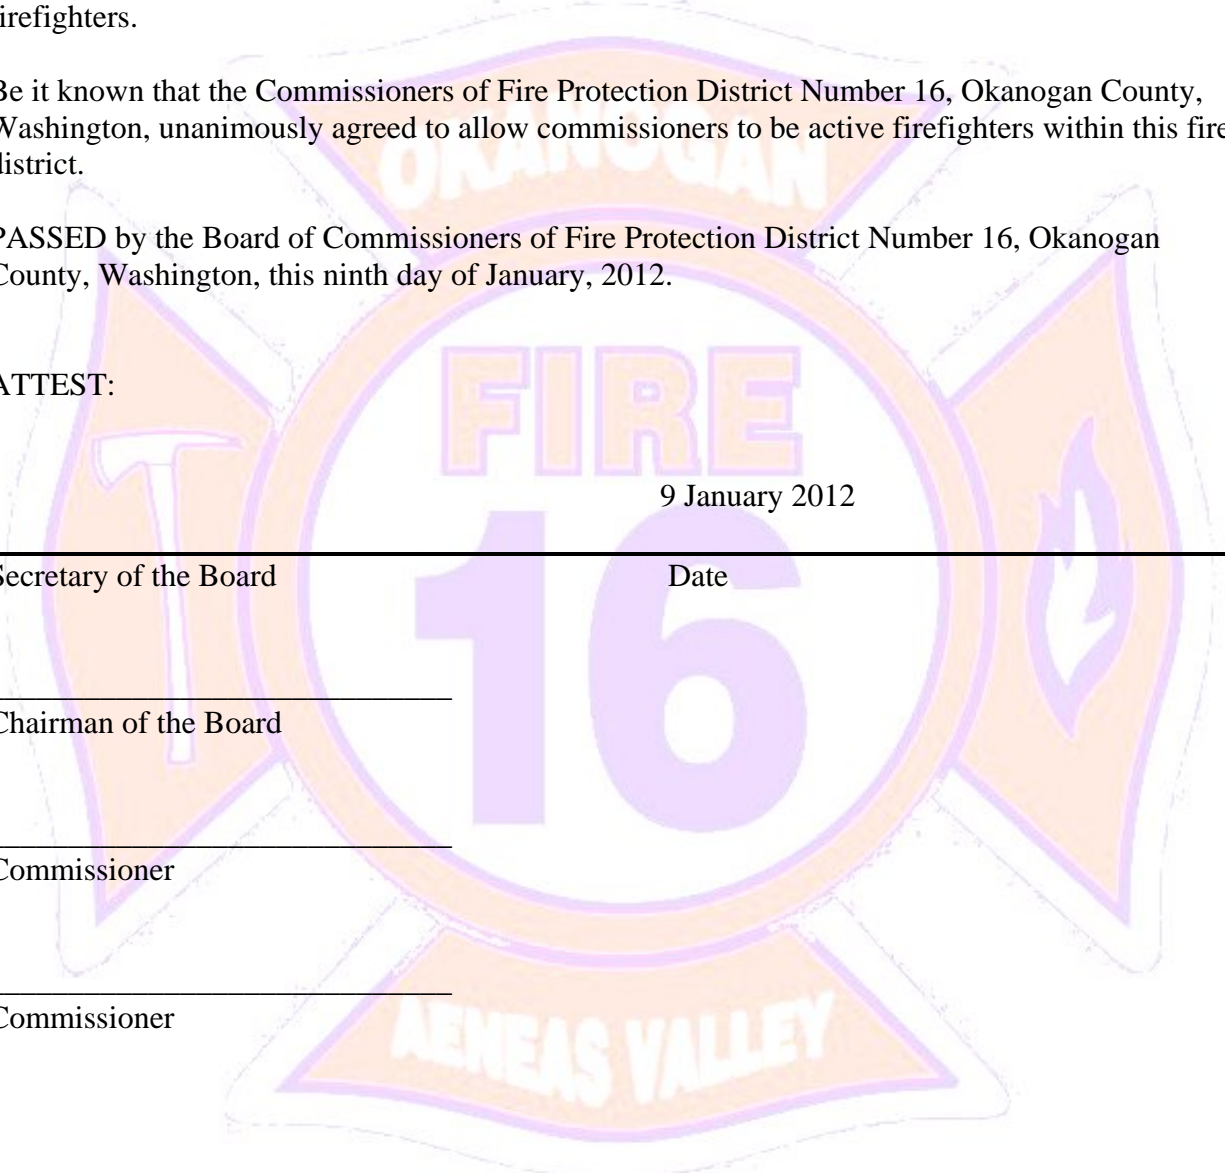 irefighters.
Be it known that the Commissioners of Fire Protection District Number 16, Okanogan County,
Washington, unanimously agreed to allow commissioners to be active firefighters within this fire
district.
PASSED by the Board of Commissioners of Fire Protection District Number 16, Okanogan
County, Washington, this ninth day of January, 2012.
ATTEST:
9 January 2012
Secretary of the Board Date
Chairman of the Board
Commissioner
Commissioner
OKANOGAN
FIRE
16
AENEAS VALLEY